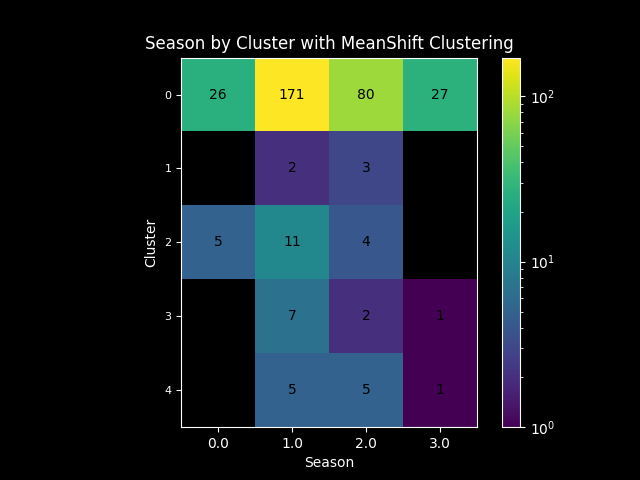 Season by Cluster with MeanShift Clustering
0 26 171 80 27
1 2 3
2 5 11 4
3 7 2 1
4 5 5 1
0.0 1.0 2.0 3.0
Season
Cluster
10²
10¹
10⁰